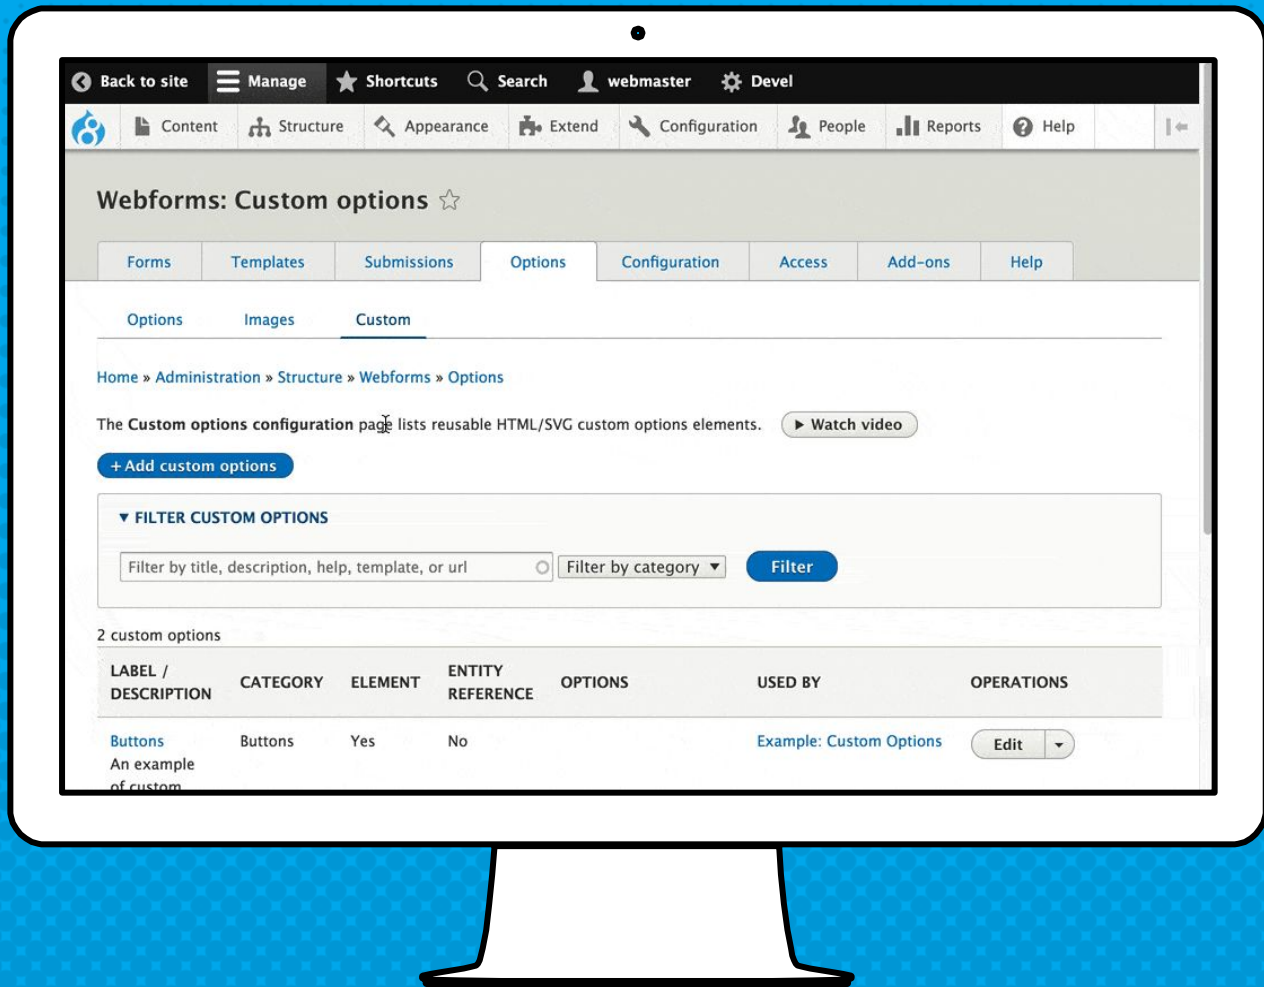 Back to site Manage Shortcuts Search webmaster Devel
Content Structure Appearance Extend Configuration People Reports Help
Webforms: Custom options
Forms Templates Submissions Options Configuration Access Add-ons Help
Options Images Custom
Home » Administration » Structure » Webforms » Options
The Custom options configuration page lists reusable HTML/SVG custom options elements. Watch video
+ Add custom options
FILTER CUSTOM OPTIONS
Filter by title, description, help, template, or url Filter by category Filter
2 custom options
LABEL / DESCRIPTION CATEGORY ELEMENT ENTITY REFERENCE OPTIONS USED BY OPERATIONS
Buttons Buttons Yes No Example: Custom Options Edit
An example
of custom